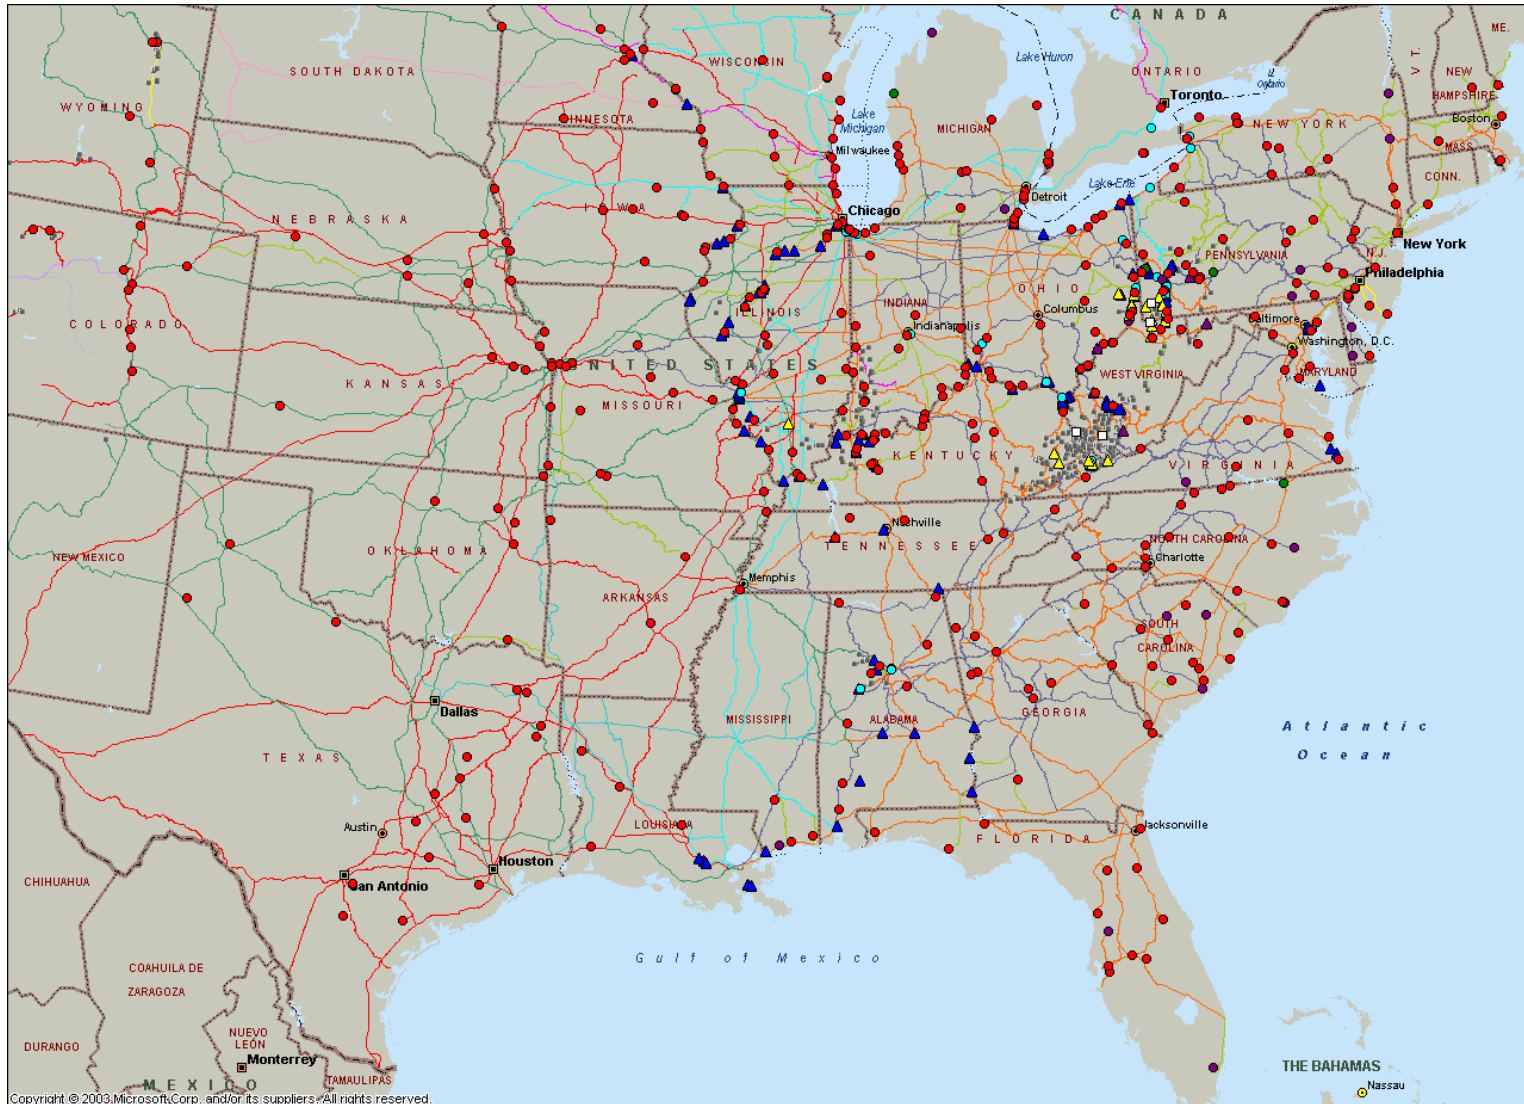 CANADA
ME.
VT.
NEW
HAMPSHIRE
WISCONSIN
Lake Huron
L.
Ontario
ONTARIO
SOUTH DAKOTA
Toronto
WYOMING
MINNESOTA
Lake
Michigan
MICHIGAN
NEW YORK
Boston
Milwaukee
MASS.
CONN.
Lake Erie
Detroit
NEBRASKA
IOWA
Chicago
New York
PENNSYLVANIA
N.J.
Philadelphia
OHIO
INDIANA
ILLINOIS
Columbus
COLORADO
Indianapolis
Baltimore
Washington, D.C.
UNITED STATES
WEST VIRGINIA
MARYLAND
KANSAS
MISSOURI
KENTUCKY
VIRGINIA
Nashville
NEW MEXICO
OKLAHOMA
TENNESSEE
NORTH CAROLINA
Charlotte
Memphis
ARKANSAS
SOUTH
CAROLINA
Dallas
MISSISSIPPI
ALABAMA
GEORGIA
Atlantic
Ocean
TEXAS
Austin
LOUISIANA
Jacksonville
FLORIDA
Houston
CHIHUAHUA
San Antonio
Gulf of Mexico
COAHUILA DE
ZARAGOZA
NUEVO
LEÓN
DURANGO
Monterrey
THE BAHAMAS
TAMAULIPAS
MEXICO
Nassau
Copyright © 2003 Microsoft Corp. and/or its suppliers. All rights reserved.